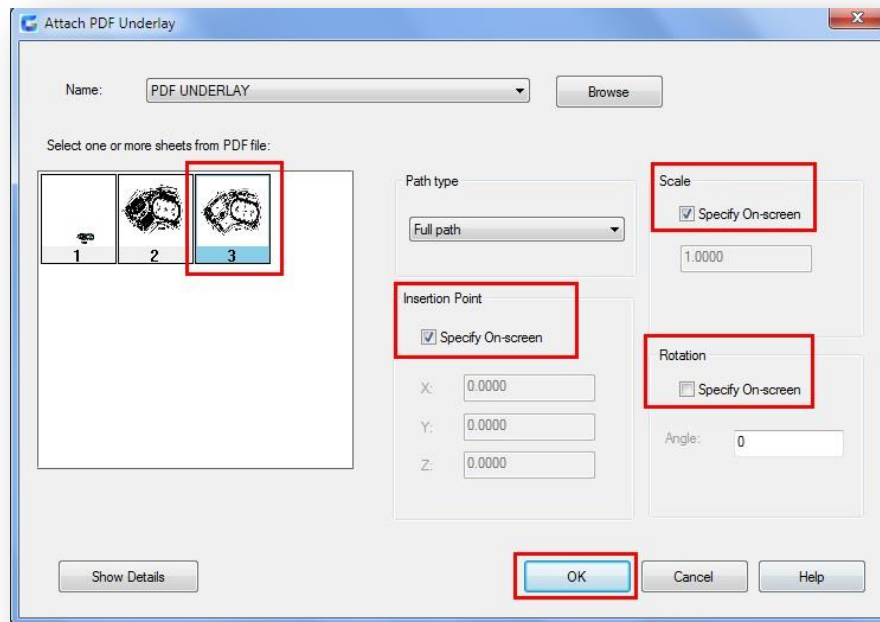 Attach PDF Underlay
Name:
PDF UNDERLAY
Browse
Select one or more sheets from PDF file:
1
2
3
Path type
Full path
Scale
Specify On-screen
1.0000
Insertion Point
Specify On-screen
X:
0.0000
Y:
0.0000
Z:
0.0000
Rotation
Specify On-screen
Angle:
0
Show Details
OK
Cancel
Help